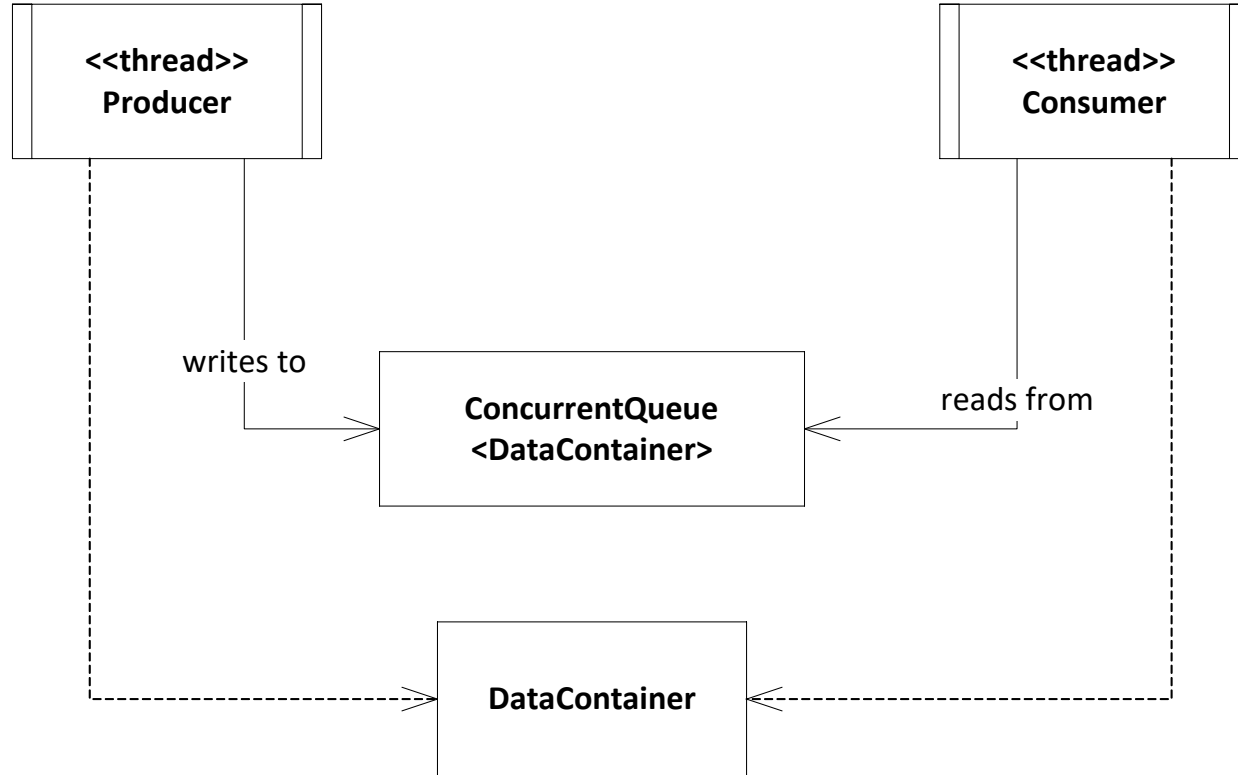 <<thread>>
Producer
<<thread>>
Consumer
writes to
ConcurrentQueue
<DataContainer>
reads from
DataContainer